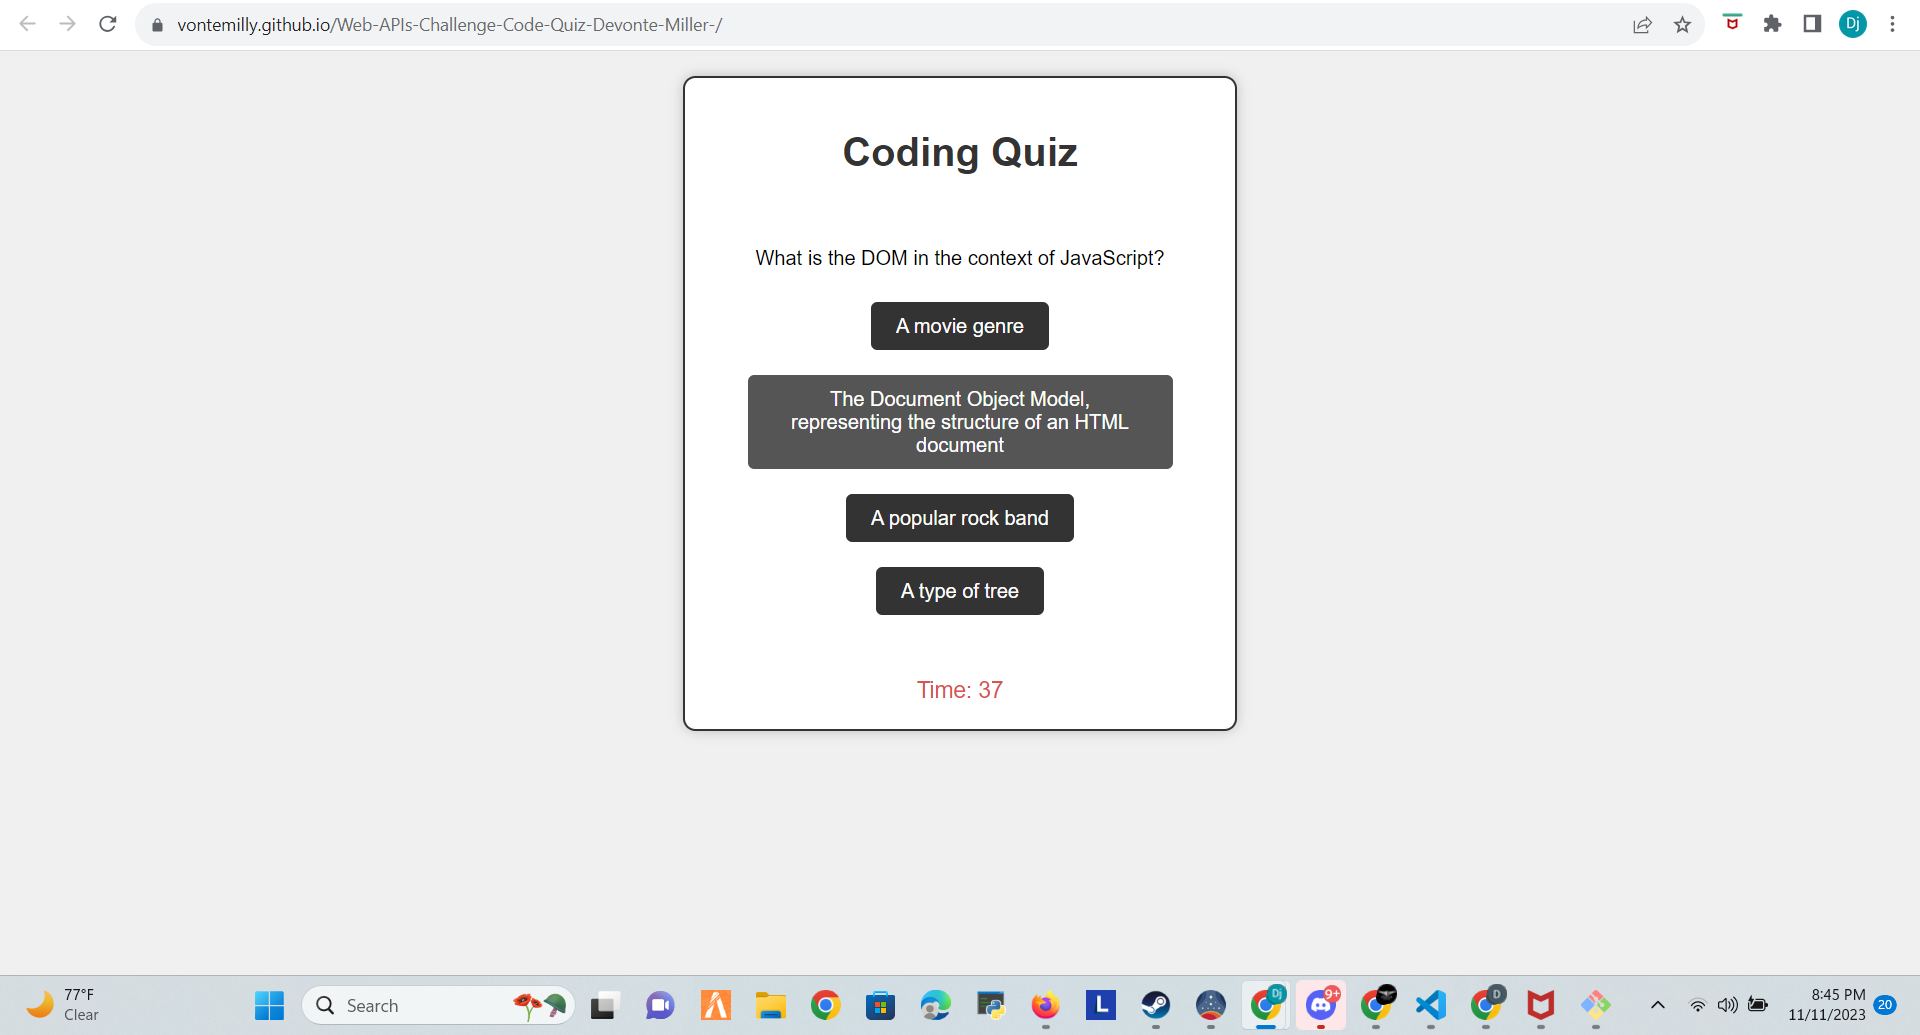 vontemilly.github.io/Web-APIs-Challenge-Code-Quiz-Devonte-Miller-/
Dj
Coding Quiz
What is the DOM in the context of JavaScript?
A movie genre
The Document Object Model,
representing the structure of an HTML
document
A popular rock band
A type of tree
Time: 37
77°F
Clear
Search
L
Dj
9+
D
8:45 PM
11/11/2023
20